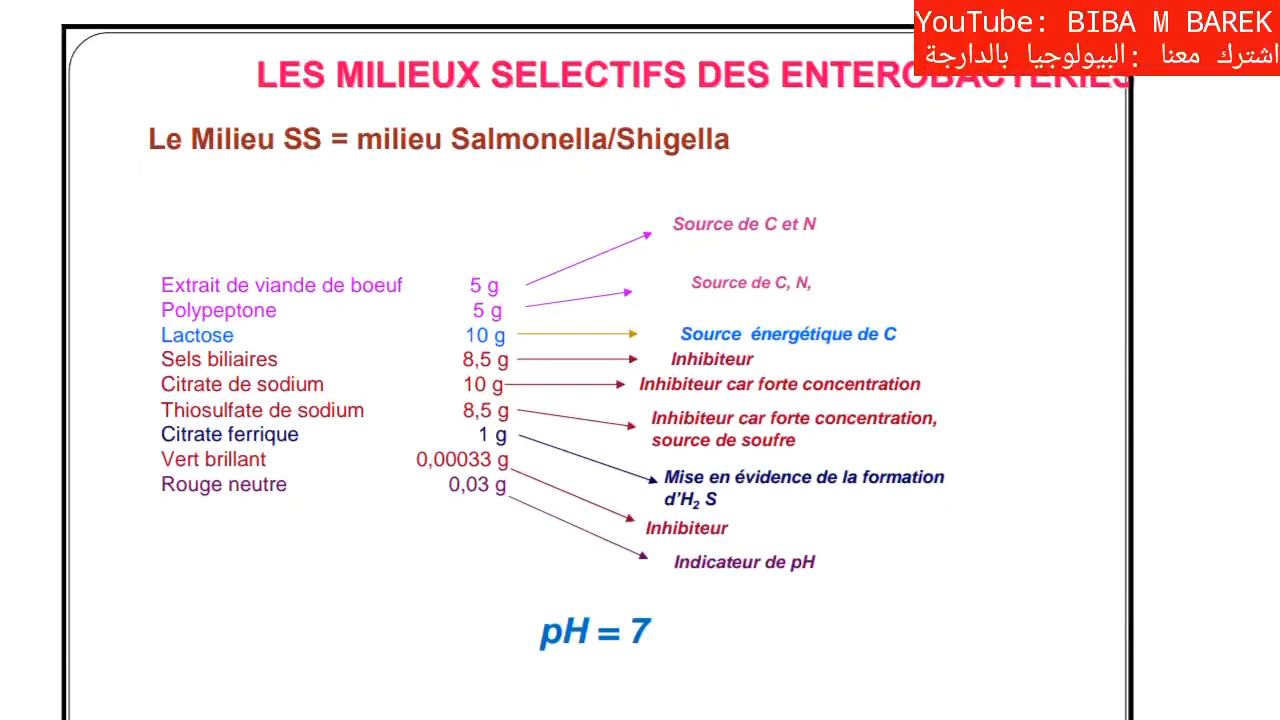 YouTube: BIBA M BAREK
اشترك معنا :البيولوجيا بالدارجة
LES MILIEUX SELECTIFS DES ENTEROBACTERIES
Le Milieu SS = milieu Salmonella/Shigella
Source de C et N
Extrait de viande de boeuf 5 g Source de C, N,
Polypeptone 5 g
Lactose 10 g Source énergétique de C
Sels biliaires 8,5 g Inhibiteur
Citrate de sodium 10 g Inhibiteur car forte concentration
Thiosulfate de sodium 8,5 g Inhibiteur car forte concentration,
source de soufre
Citrate ferrique 1 g
Vert brillant 0,00033 g
Mise en évidence de la formation
Rouge neutre 0,03 g
d'H2 S
Inhibiteur
Indicateur de pH
pH = 7